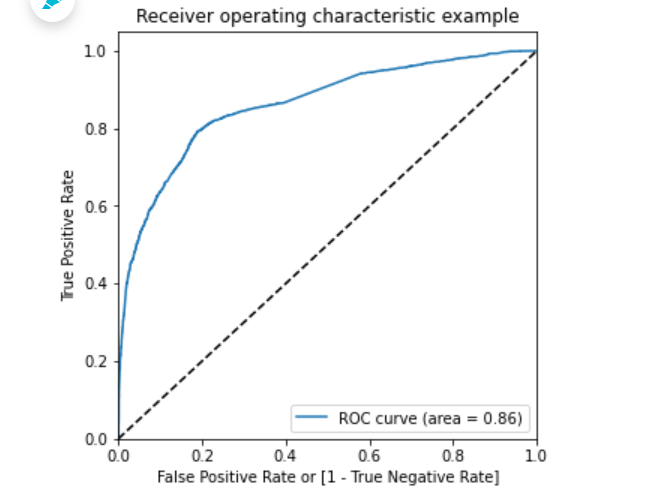 Receiver operating characteristic example
1.0
0.8
0.6
0.4
0.2
0.0
True Positive Rate
ROC curve (area = 0.86)
0.0 0.2 0.4 0.6 0.8 1.0
False Positive Rate or [1 - True Negative Rate]